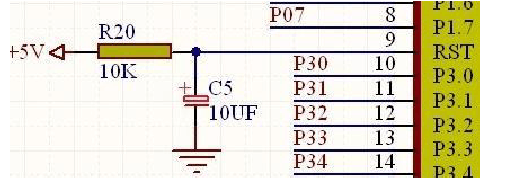 P1.6
P07 8 P1.7
9 RST
+5V R20 10K
P30 10 P3.0
C5 10UF
P31 11 P3.1
P32 12 P3.2
P33 13 P3.3
P34 14 P3.4